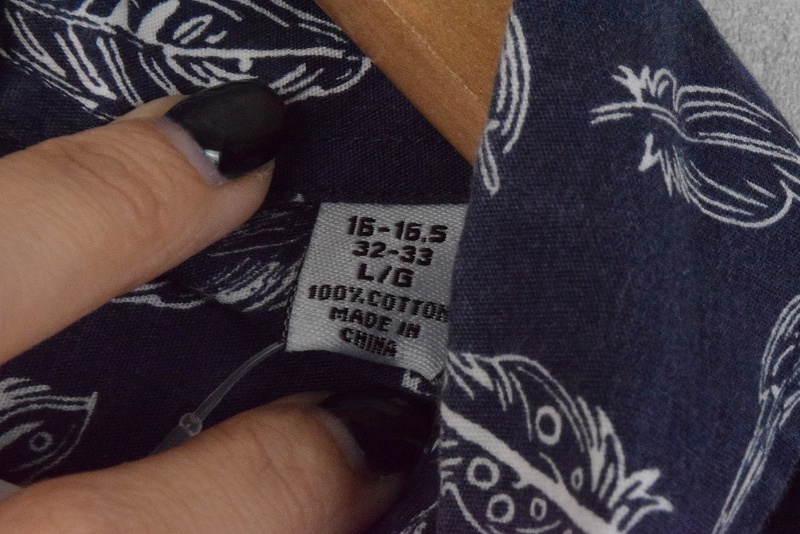 16-16.5
32-33
L/G
100% COTTON
MADE IN
CHINA